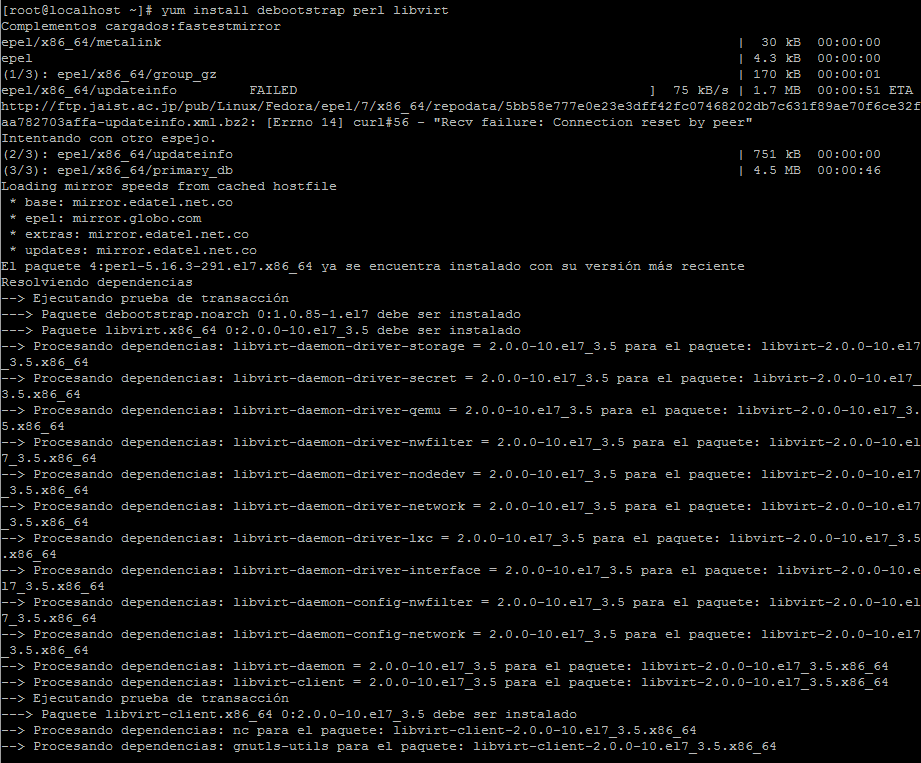 [root@localhost ~]# yum install debootstrap perl libvirt
Complementos cargados:fastestmirror
epel/x86_64/metalink | 30 kB 00:00:00
epel | 4.3 kB 00:00:00
(1/3): epel/x86_64/group_gz | 170 kB 00:00:01
epel/x86_64/updateinfo FAILED ] 75 kB/s | 1.7 MB 00:00:51 ETA
http://ftp.jaist.ac.jp/pub/Linux/Fedora/epel/7/x86_64/repodata/5bb58e777e0e23e3dff42fc07468202db7c631f89ae70f6ce32f
aa782703affa-updateinfo.xml.bz2: [Errno 14] curl#56 - "Recv failure: Connection reset by peer"
Intentando con otro espejo.
(2/3): epel/x86_64/updateinfo | 751 kB 00:00:00
(3/3): epel/x86_64/primary_db | 4.5 MB 00:00:46
Loading mirror speeds from cached hostfile
* base: mirror.edatel.net.co
* epel: mirror.globo.com
* extras: mirror.edatel.net.co
* updates: mirror.edatel.net.co
El paquete 4:perl-5.16.3-291.el7.x86_64 ya se encuentra instalado con su versión más reciente
Resolviendo dependencias
--> Ejecutando prueba de transacción
---> Paquete debootstrap.noarch 0:1.0.85-1.el7 debe ser instalado
---> Paquete libvirt.x86_64 0:2.0.0-10.el7_3.5 debe ser instalado
--> Procesando dependencias: libvirt-daemon-driver-storage = 2.0.0-10.el7_3.5 para el paquete: libvirt-2.0.0-10.el7
_3.5.x86_64
--> Procesando dependencias: libvirt-daemon-driver-secret = 2.0.0-10.el7_3.5 para el paquete: libvirt-2.0.0-10.el7_
3.5.x86_64
--> Procesando dependencias: libvirt-daemon-driver-qemu = 2.0.0-10.el7_3.5 para el paquete: libvirt-2.0.0-10.el7_3.
5.x86_64
--> Procesando dependencias: libvirt-daemon-driver-nwfilter = 2.0.0-10.el7_3.5 para el paquete: libvirt-2.0.0-10.el
7_3.5.x86_64
--> Procesando dependencias: libvirt-daemon-driver-nodedev = 2.0.0-10.el7_3.5 para el paquete: libvirt-2.0.0-10.el7
_3.5.x86_64
--> Procesando dependencias: libvirt-daemon-driver-network = 2.0.0-10.el7_3.5 para el paquete: libvirt-2.0.0-10.el7
_3.5.x86_64
--> Procesando dependencias: libvirt-daemon-driver-lxc = 2.0.0-10.el7_3.5 para el paquete: libvirt-2.0.0-10.el7_3.5
.x86_64
--> Procesando dependencias: libvirt-daemon-driver-interface = 2.0.0-10.el7_3.5 para el paquete: libvirt-2.0.0-10.e
l7_3.5.x86_64
--> Procesando dependencias: libvirt-daemon-config-nwfilter = 2.0.0-10.el7_3.5 para el paquete: libvirt-2.0.0-10.el
7_3.5.x86_64
--> Procesando dependencias: libvirt-daemon-config-network = 2.0.0-10.el7_3.5 para el paquete: libvirt-2.0.0-10.el7
_3.5.x86_64
--> Procesando dependencias: libvirt-daemon = 2.0.0-10.el7_3.5 para el paquete: libvirt-2.0.0-10.el7_3.5.x86_64
--> Procesando dependencias: libvirt-client = 2.0.0-10.el7_3.5 para el paquete: libvirt-2.0.0-10.el7_3.5.x86_64
--> Ejecutando prueba de transacción
---> Paquete libvirt-client.x86_64 0:2.0.0-10.el7_3.5 debe ser instalado
--> Procesando dependencias: nc para el paquete: libvirt-client-2.0.0-10.el7_3.5.x86_64
--> Procesando dependencias: gnutls-utils para el paquete: libvirt-client-2.0.0-10.el7_3.5.x86_64